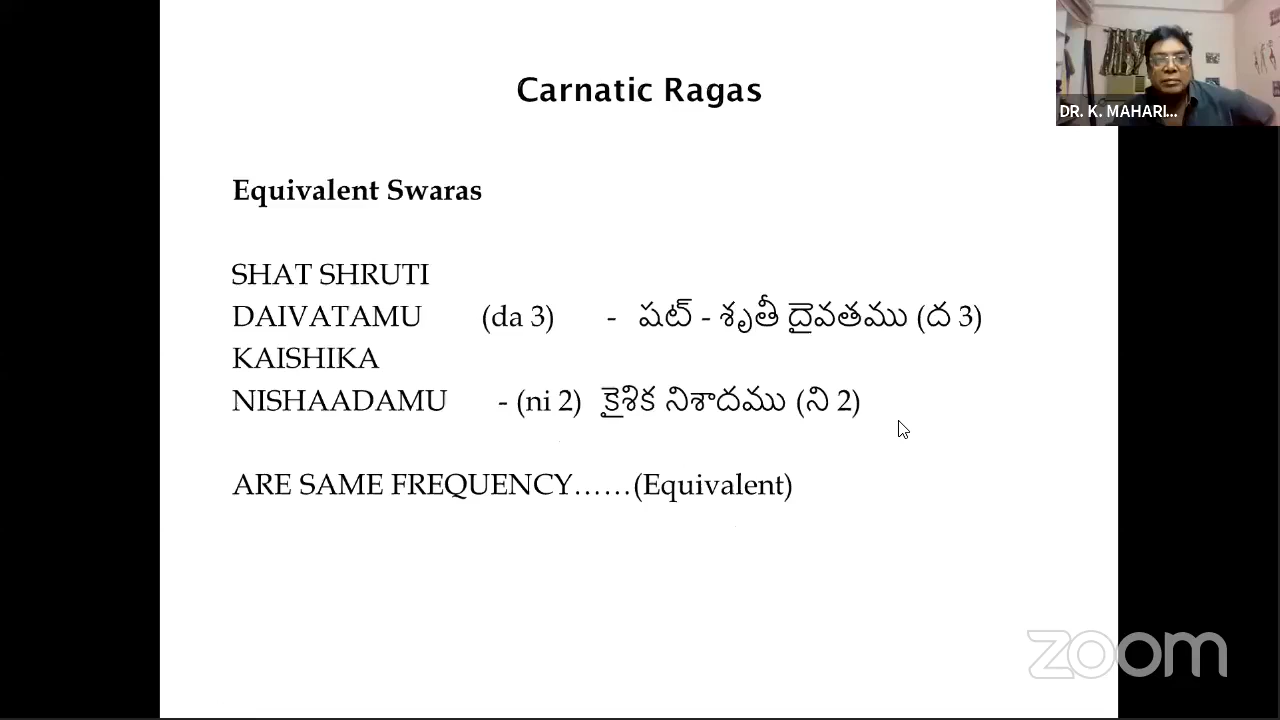 Carnatic Ragas
DR. K. MAHARI...
Equivalent Swaras
SHAT SHRUTI
DAIVATAMU (da 3) - షట్ - శృతీ దైవతము (ద 3)
KAISHIKA
NISHAADAMU - (ni 2) కైశిక నిశాదము (ని 2)
ARE SAME FREQUENCY......(Equivalent)
zoom